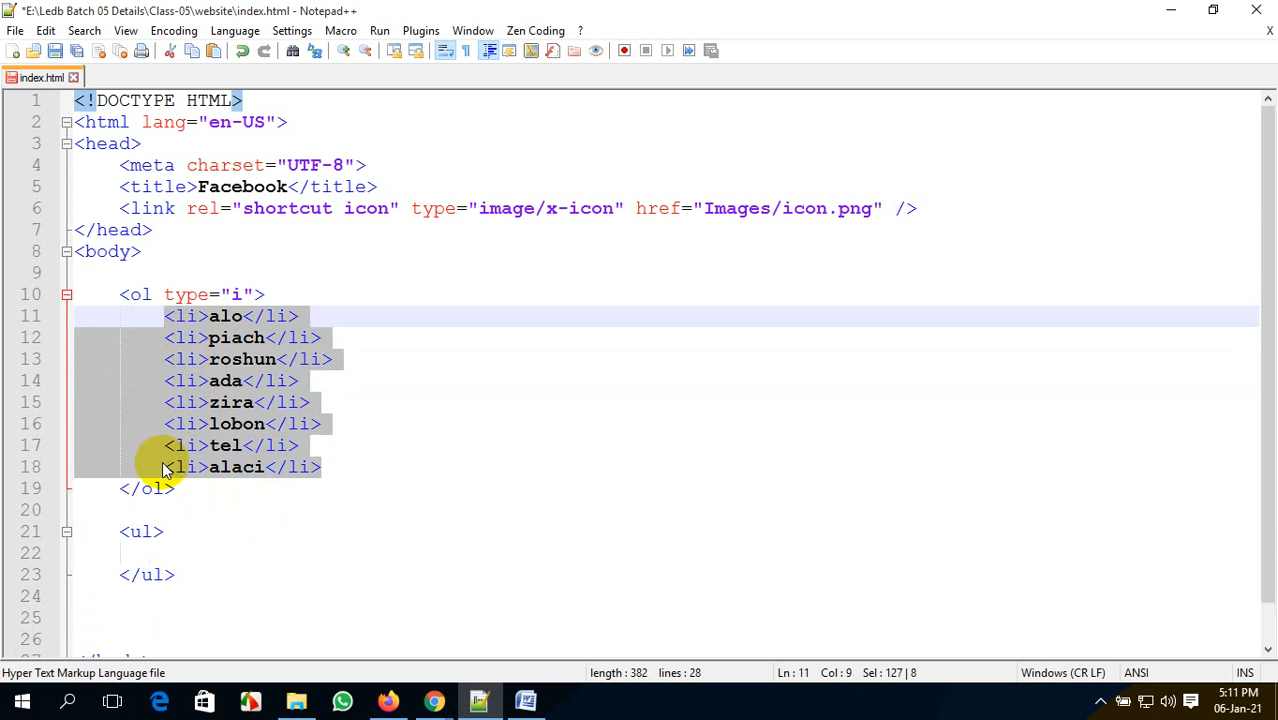 *E:\Ledb Batch 05 Details\Class-05\website\index.html - Notepad++
File Edit Search View Encoding Language Settings Macro Run Plugins Window Zen Coding ? X
index.html
1 <!DOCTYPE HTML>
2 <html lang="en-US">
3 <head>
4 <meta charset="UTF-8">
5 <title>Facebook</title>
6 <link rel="shortcut icon" type="image/x-icon" href="Images/icon.png" />
7 </head>
8 <body>
9
10 <ol type="i">
11 <li>alo</li>
12 <li>piach</li>
13 <li>roshun</li>
14 <li>ada</li>
15 <li>zira</li>
16 <li>lobon</li>
17 <li>tel</li>
18 <li>alaci</li>
19 </ol>
20
21 <ul>
22
23 </ul>
24
25
26
Hyper Text Markup Language file length : 382 lines : 28 Ln : 11 Col : 9 Sel : 127 | 8 Windows (CR LF) ANSI INS
5:11 PM
06-Jan-21